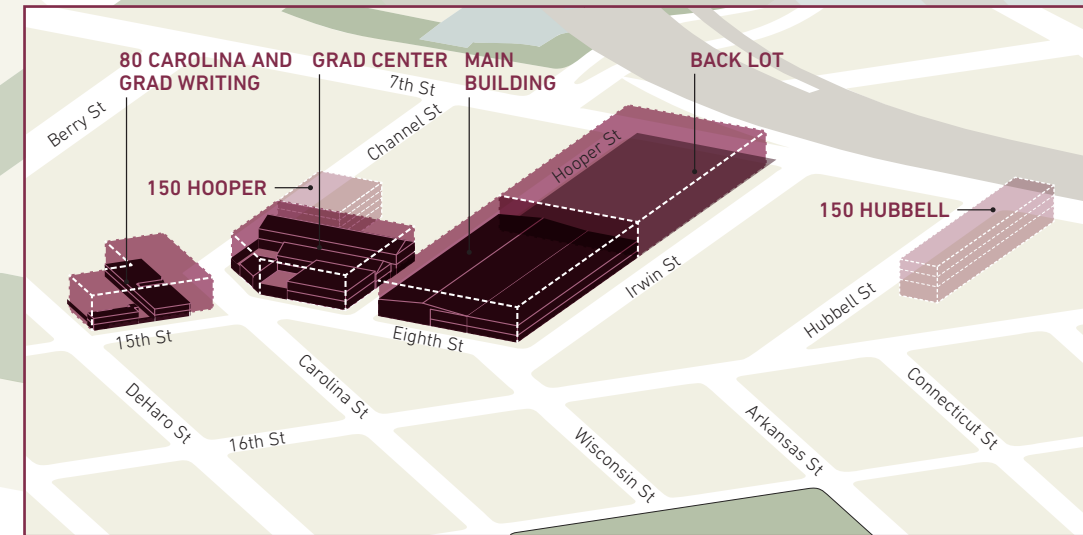 80 CAROLINA AND
GRAD WRITING
GRAD CENTER
MAIN
BUILDING
BACK LOT
7th St
Berry St
Channel St
Hooper St
150 HOOPER
150 HUBBELL
Irwin St
Hubbell St
15th St
Eighth St
Carolina St
DeHaro St
Connecticut St
16th St
Wisconsin St
Arkansas St